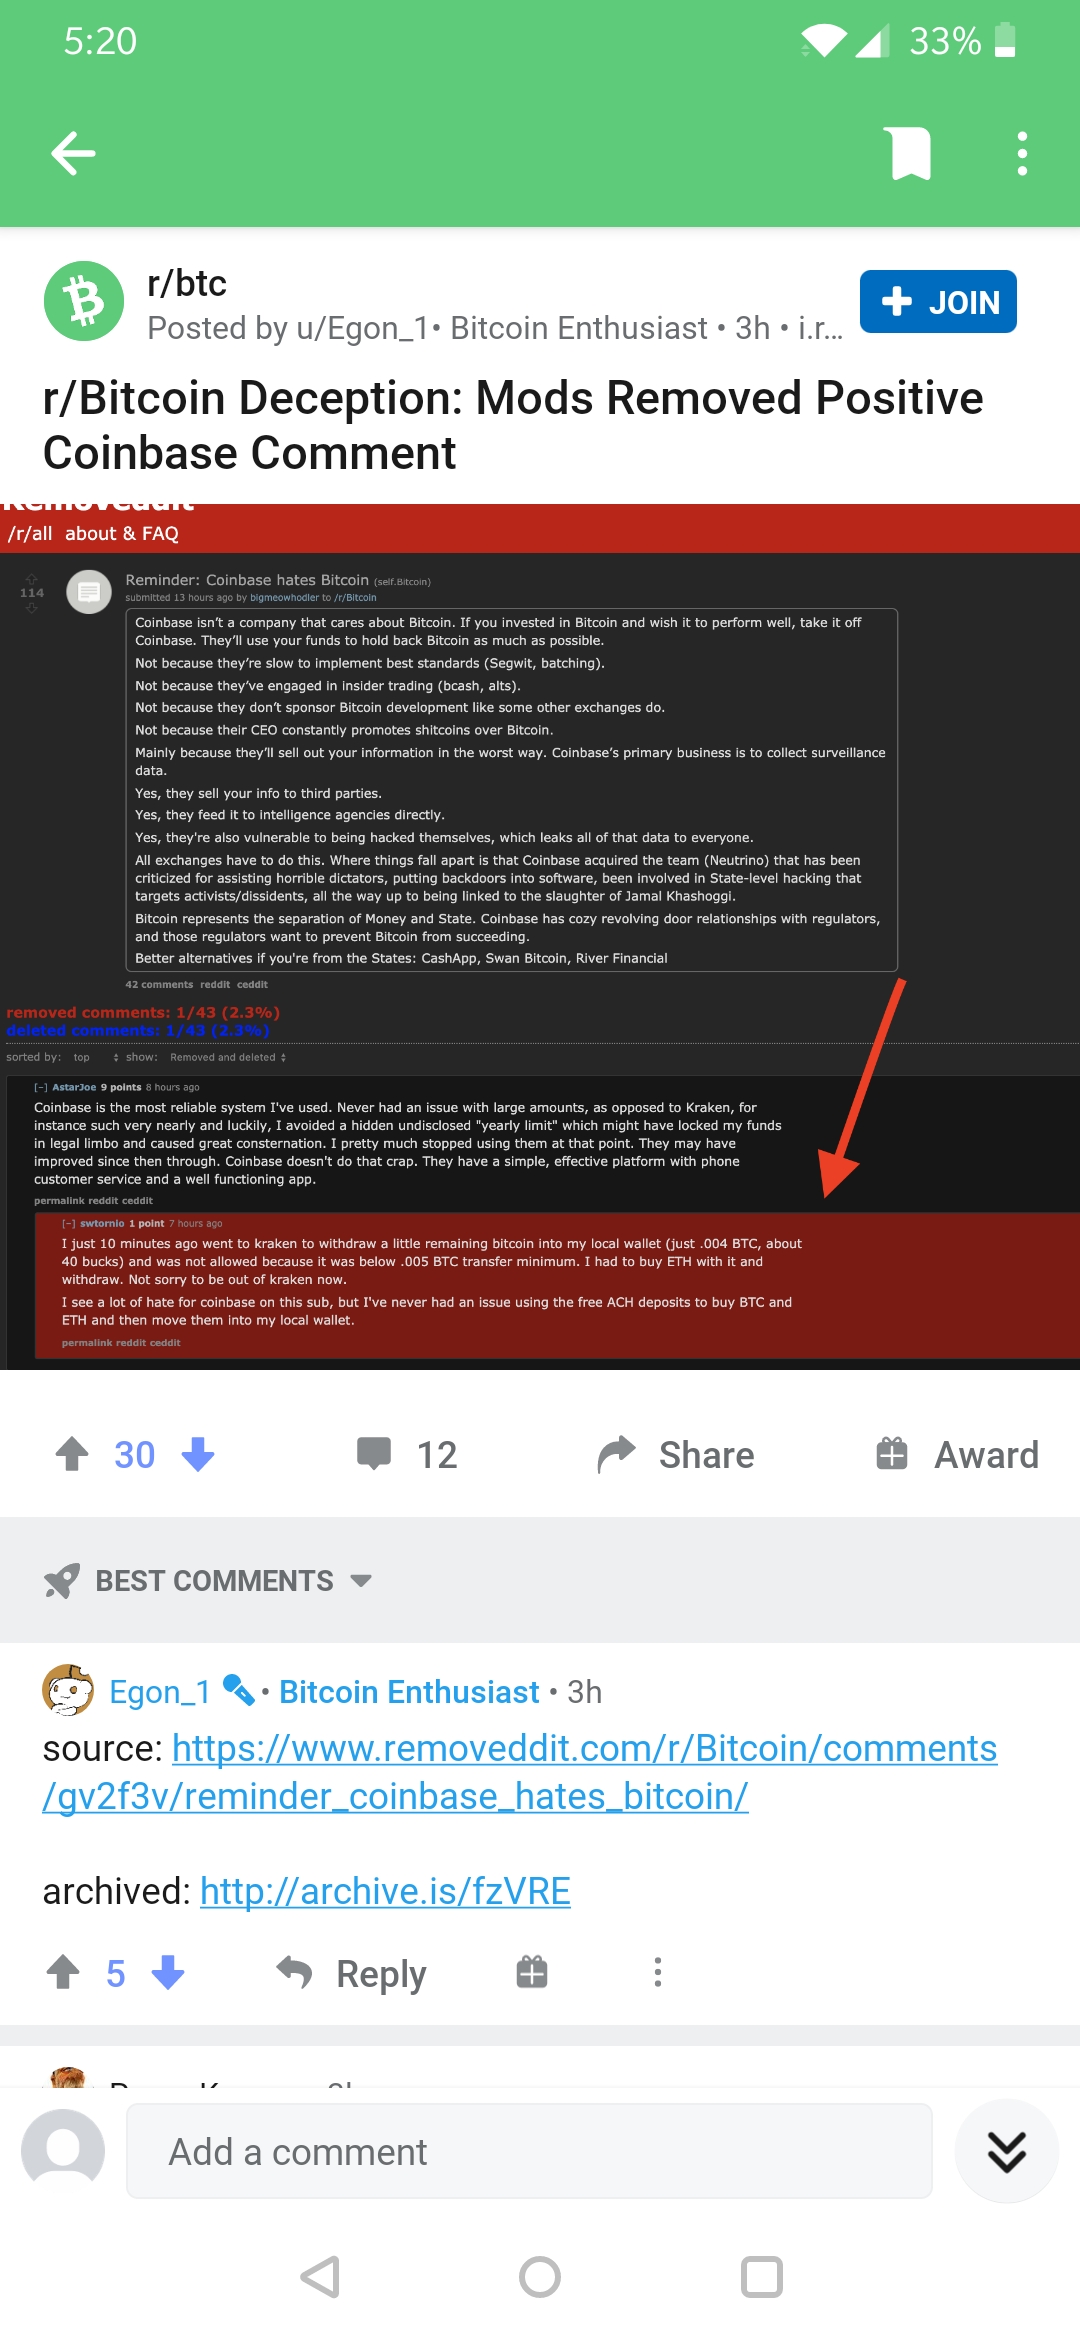 5:20
33%
r/btc
Posted by u/Egon_1• Bitcoin Enthusiast • 3h • i.r...
JOIN
r/Bitcoin Deception: Mods Removed Positive
Coinbase Comment
Removeddit
/r/all about & FAQ
114
Reminder: Coinbase hates Bitcoin (self.Bitcoin)
submitted 13 hours ago by bigmeowhodler to /r/Bitcoin
Coinbase isn't a company that cares about Bitcoin. If you invested in Bitcoin and wish it to perform well, take it off
Coinbase. They'll use your funds to hold back Bitcoin as much as possible.
Not because they're slow to implement best standards (Segwit, batching).
Not because they've engaged in insider trading (bcash, alts).
Not because they don't sponsor Bitcoin development like some other exchanges do.
Not because their CEO constantly promotes shitcoins over Bitcoin.
Mainly because they'll sell out your information in the worst way. Coinbase's primary business is to collect surveillance
data.
Yes, they sell your info to third parties.
Yes, they feed it to intelligence agencies directly.
Yes, they're also vulnerable to being hacked themselves, which leaks all of that data to everyone.
All exchanges have to do this. Where things fall apart is that Coinbase acquired the team (Neutrino) that has been
criticized for assisting horrible dictators, putting backdoors into software, been involved in State-level hacking that
targets activists/dissidents, all the way up to being linked to the slaughter of Jamal Khashoggi.
Bitcoin represents the separation of Money and State. Coinbase has cozy revolving door relationships with regulators,
and those regulators want to prevent Bitcoin from succeeding.
Better alternatives if you're from the States: CashApp, Swan Bitcoin, River Financial
42 comments reddit ceddit
removed comments: 1/43 (2.3%)
deleted comments: 1/43 (2.3%)
sorted by: top show: Removed and deleted
[-] AstarJoe 9 points 8 hours ago
Coinbase is the most reliable system I've used. Never had an issue with large amounts, as opposed to Kraken, for
instance such very nearly and luckily, I avoided a hidden undisclosed "yearly limit" which might have locked my funds
in legal limbo and caused great consternation. I pretty much stopped using them at that point. They may have
improved since then through. Coinbase doesn't do that crap. They have a simple, effective platform with phone
customer service and a well functioning app.
permalink reddit ceddit
[-] swtornio 1 point 7 hours ago
I just 10 minutes ago went to kraken to withdraw a little remaining bitcoin into my local wallet (just .004 BTC, about
40 bucks) and was not allowed because it was below .005 BTC transfer minimum. I had to buy ETH with it and
withdraw. Not sorry to be out of kraken now.
I see a lot of hate for coinbase on this sub, but I've never had an issue using the free ACH deposits to buy BTC and
ETH and then move them into my local wallet.
permalink reddit ceddit
30
12
Share
Award
BEST COMMENTS
Egon_1 • Bitcoin Enthusiast • 3h
source: https://www.removeddit.com/r/Bitcoin/comments
/gv2f3v/reminder_coinbase_hates_bitcoin/
archived: http://archive.is/fzVRE
5
Reply
Add a comment